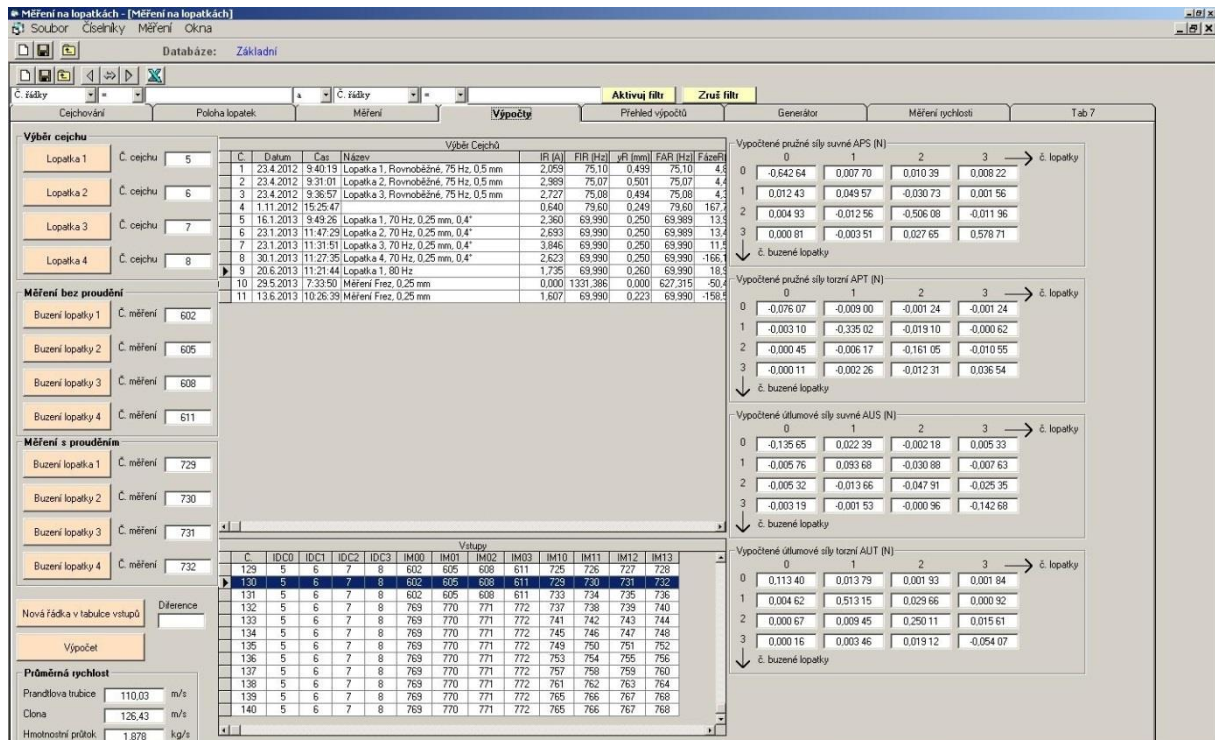 Měření na lopatkách - [Měření na lopatkách]
Soubor Číselníky Měření Okna
Databáze: Základní
Č. řádky = a Č. řádky = Aktivuj filtr Zruš filtr
Cejchování Poloha lopatek Měření Výpočty Přehled výpočtů Generátor Měření rychlosti Tab 7
Výběr cejchu
Lopatka 1 Č. cejchu 5
Lopatka 2 Č. cejchu 6
Lopatka 3 Č. cejchu 7
Lopatka 4 Č. cejchu 8
Měření bez proudění
Buzení lopatky 1 Č. měření 602
Buzení lopatky 2 Č. měření 605
Buzení lopatky 3 Č. měření 608
Buzení lopatky 4 Č. měření 611
Měření s prouděním
Buzení lopatka 1 Č. měření 729
Buzení lopatky 2 Č. měření 730
Buzení lopatky 3 Č. měření 731
Buzení lopatky 4 Č. měření 732
Nová řádka v tabulce vstupů Diference
Výpočet
Průměrná rychlost
Prandtlova trubice 110,03 m/s
Clona 126,43 m/s
Hmotnostní průtok 1,878 kg/s
Výběr Cejchů
Č. Datum Čas Název IR (A) FIR (Hz) yR (mm) FAR (Hz) FázeR
1 23.4.2012 9:40:19 Lopatka 1, Rovnoběžné, 75 Hz, 0,5 mm 2,059 75,10 0,499 75,10 4,8
2 23.4.2012 9:31:01 Lopatka 2, Rovnoběžné, 75 Hz, 0,5 mm 2,989 75,07 0,501 75,07 4,4
3 23.4.2012 9:36:57 Lopatka 3, Rovnoběžné, 75 Hz, 0,5 mm 2,727 75,08 0,494 75,08 4,3
4 1.11.2012 15:25:47 0,640 79,60 0,249 79,60 167,7
5 16.1.2013 9:49:26 Lopatka 1, 70 Hz, 0,25 mm, 0,4° 2,360 69,990 0,250 69,989 13,9
6 23.1.2013 11:47:29 Lopatka 2, 70 Hz, 0,25 mm, 0,4° 2,693 69,990 0,250 69,989 13,4
7 23.1.2013 11:31:51 Lopatka 3, 70 Hz, 0,25 mm, 0,4° 3,846 69,990 0,250 69,990 11,5
8 30.1.2013 11:27:35 Lopatka 4, 70 Hz, 0,25 mm, 0,4° 2,623 69,990 0,250 69,990 -166,1
9 20.6.2013 11:21:44 Lopatka 1, 80 Hz 1,735 69,990 0,260 69,990 18,9
10 29.5.2013 7:33:50 Měření Frez, 0,25 mm 0,000 1331,386 0,000 627,315 -50,4
11 13.6.2013 10:26:39 Měření Frez, 0,25 mm 1,607 69,990 0,223 69,990 -158,5
Vstupy
Č. IDC0 IDC1 IDC2 IDC3 IM00 IM01 IM02 IM03 IM10 IM11 IM12 IM13
129 5 6 7 8 602 605 608 611 725 726 727 728
130 5 6 7 8 602 605 608 611 729 730 731 732
131 5 6 7 8 602 605 608 611 733 734 735 736
132 5 6 7 8 769 770 771 772 737 738 739 740
133 5 6 7 8 769 770 771 772 741 742 743 744
134 5 6 7 8 769 770 771 772 745 746 747 748
135 5 6 7 8 769 770 771 772 749 750 751 752
136 5 6 7 8 769 770 771 772 753 754 755 756
137 5 6 7 8 769 770 771 772 757 758 759 760
138 5 6 7 8 769 770 771 772 761 762 763 764
139 5 6 7 8 769 770 771 772 765 766 767 768
140 5 6 7 8 769 770 771 772 765 766 767 768
Vypočtené pružné síly suvné APS (N)
0 1 2 3 č. lopatky
0 -0,642 64 0,007 70 0,010 39 0,008 22
1 0,012 43 0,049 57 -0,030 73 0,001 56
2 0,004 93 -0,012 56 -0,506 08 -0,011 96
3 0,000 81 -0,003 51 0,027 65 0,578 71
č. buzené lopatky
Vypočtené pružné síly torzní APT (N)
0 1 2 3 č. lopatky
0 -0,076 07 -0,009 00 -0,001 24 -0,001 24
1 -0,003 10 -0,335 02 -0,019 10 -0,000 62
2 -0,000 45 -0,006 17 -0,161 05 -0,010 55
3 -0,000 11 -0,002 26 -0,012 31 0,036 54
č. buzené lopatky
Vypočtené útlumové síly suvné AUS (N)
0 1 2 3 č. lopatky
0 -0,135 65 0,022 39 -0,002 18 0,005 33
1 -0,005 76 0,093 68 -0,030 88 -0,007 63
2 -0,005 32 -0,013 66 -0,047 91 -0,025 35
3 -0,003 19 -0,001 53 -0,000 96 -0,142 68
č. buzené lopatky
Vypočtené útlumové síly torzní AUT (N)
0 1 2 3 č. lopatky
0 0,113 40 0,013 79 0,001 93 0,001 84
1 0,004 62 0,513 15 0,029 66 0,000 92
2 0,000 67 0,009 45 0,250 11 0,015 61
3 0,000 16 0,003 46 0,019 12 -0,054 07
č. buzené lopatky